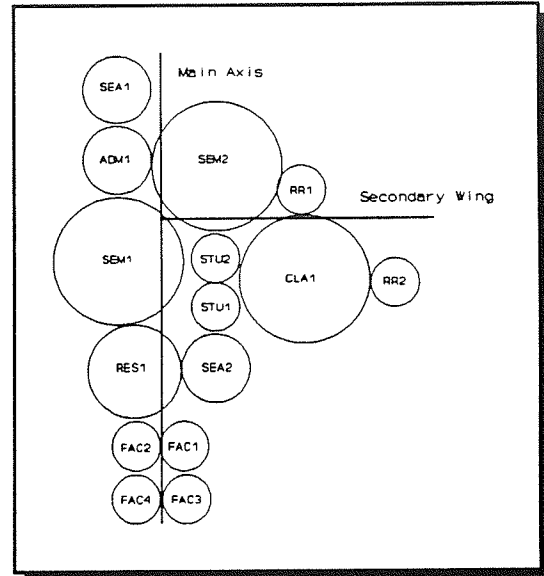 Main Axis
SEA1
ADM1
SEM2
RR1
Secondary Wing
SEM1
STU2
CLA1
RR2
STU1
RES1
SEA2
FAC2
FAC1
FAC4
FAC3